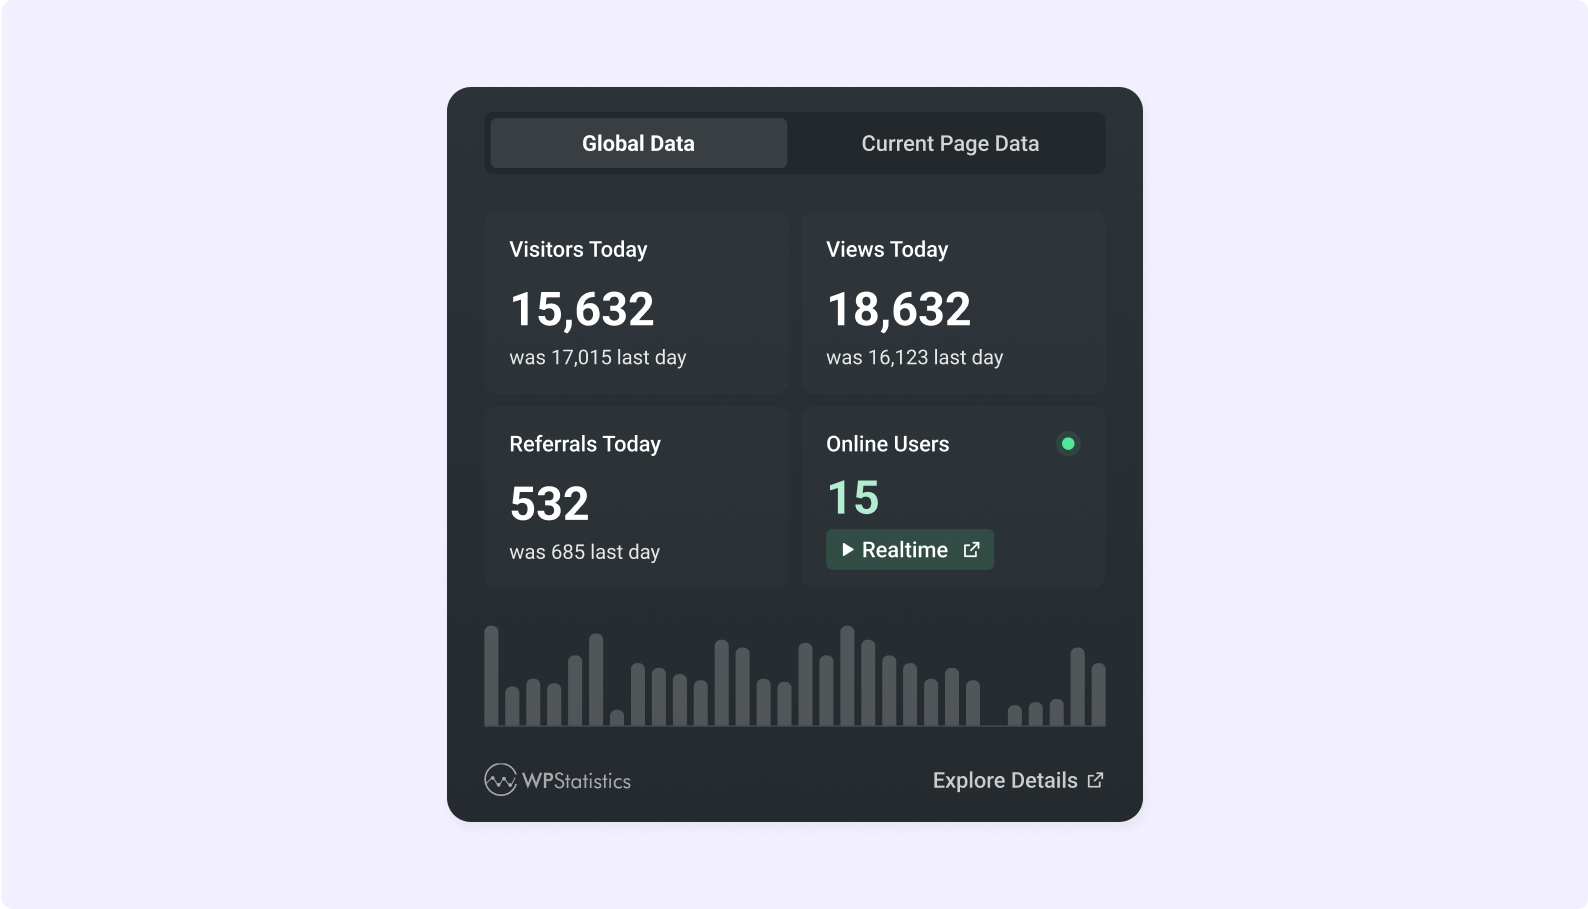 Global Data
Current Page Data
Visitors Today
15,632
was 17,015 last day
Views Today
18,632
was 16,123 last day
Referrals Today
532
was 685 last day
Online Users
15
Realtime
WPStatistics
Explore Details